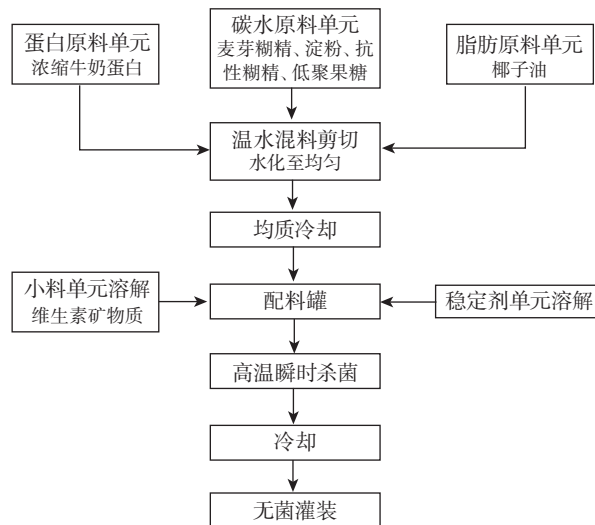 蛋白原料单元
浓缩牛奶蛋白
碳水原料单元
麦芽糊精、淀粉、抗
性糊精、低聚果糖
脂肪原料单元
椰子油
温水混料剪切
水化至均匀
均质冷却
小料单元溶解
维生素矿物质
配料罐
稳定剂单元溶解
高温瞬时杀菌
冷却
无菌灌装